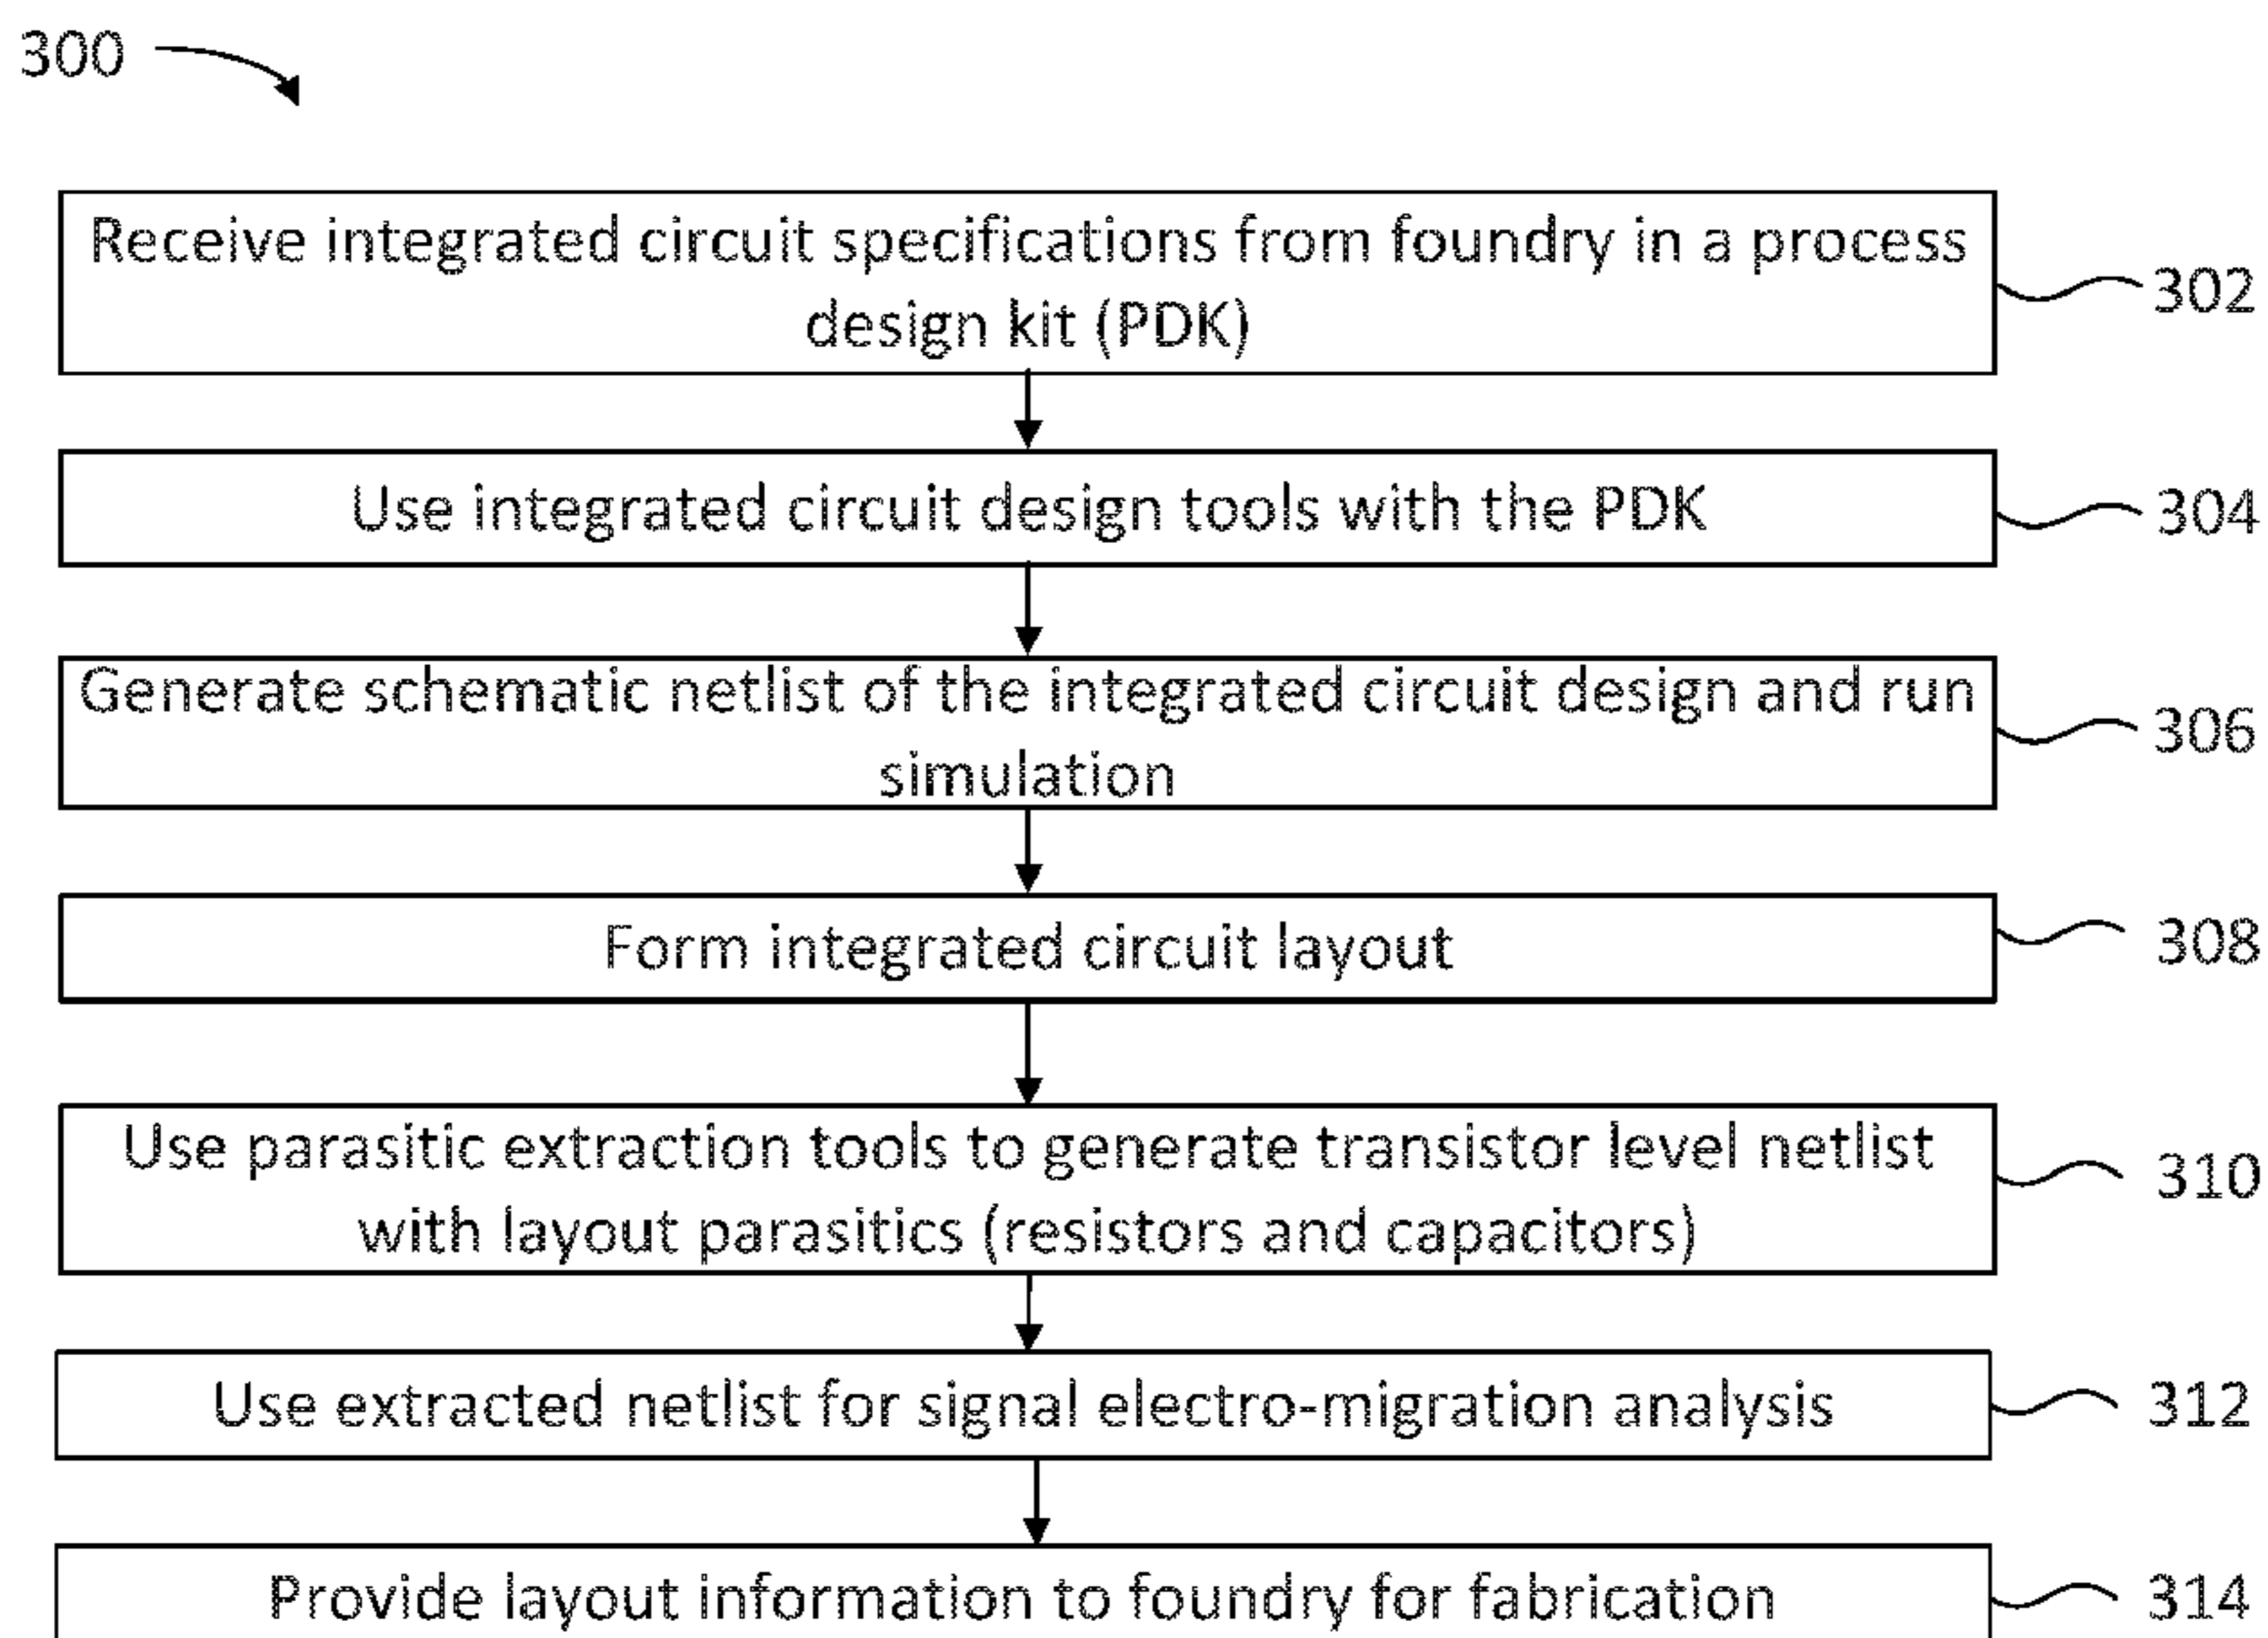 300
Receive integrated circuit specifications from foundry in a process
design kit (PDK)
302
Use integrated circuit design tools with the PDK
304
Generate schematic netlist of the integrated circuit design and run
simulation
306
Form integrated circuit layout
308
Use parasitic extraction tools to generate transistor level netlist
with layout parasitics (resistors and capacitors)
310
Use extracted netlist for signal electro-migration analysis
312
Provide layout information to foundry for fabrication
314